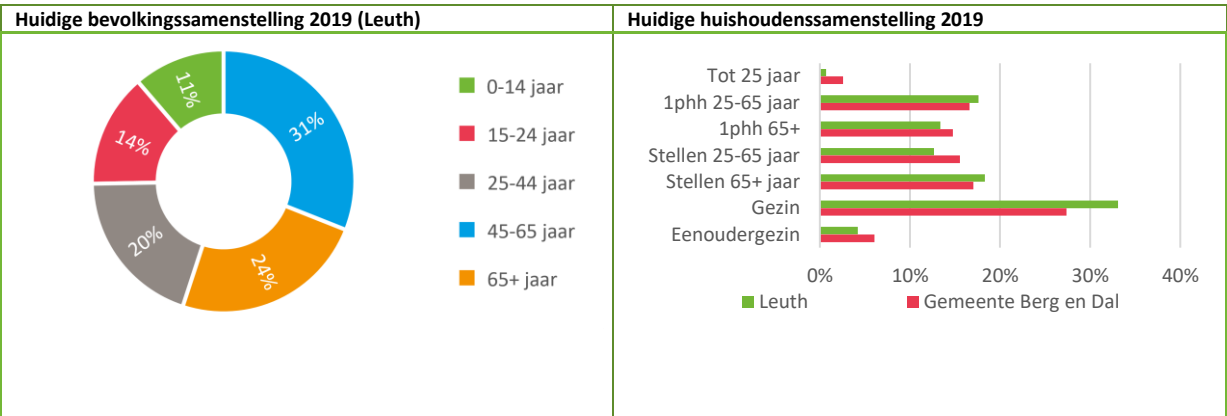 Huidige bevolkingssamenstelling 2019 (Leuth)
11%
31%
14%
20%
24%
0-14 jaar
15-24 jaar
25-44 jaar
45-65 jaar
65+ jaar
Huidige huishoudenssamenstelling 2019
Tot 25 jaar
1phh 25-65 jaar
1phh 65+
Stellen 25-65 jaar
Stellen 65+ jaar
Gezin
Eenoudergezin
0% 10% 20% 30% 40%
Leuth Gemeente Berg en Dal